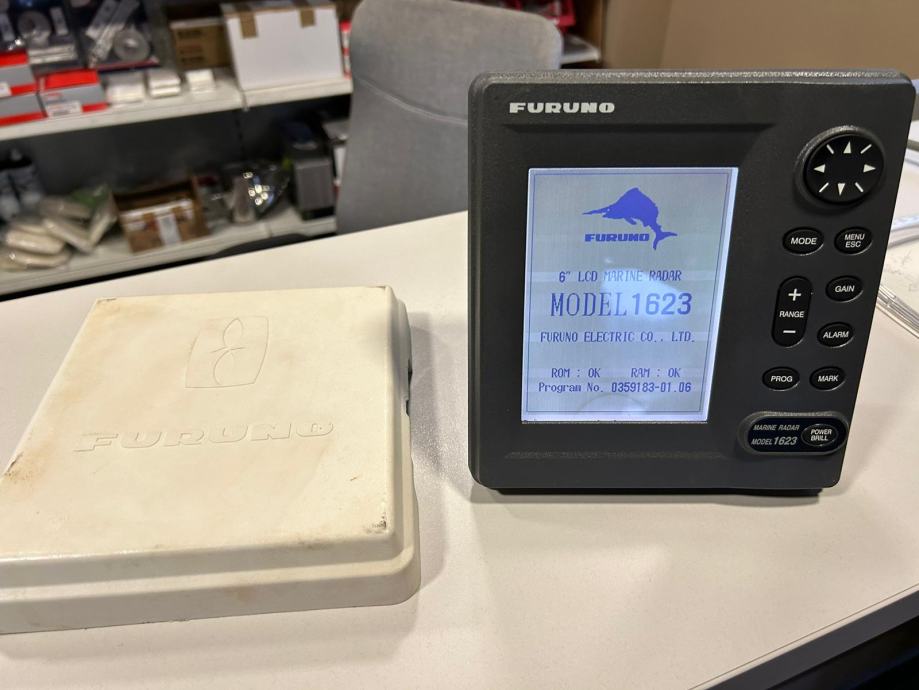 FURUNO
FURUNO
FURUNO
6" LCD MARINE RADAR
MODEL1623
FURUNO ELECTRIC CO., LTD.
ROM : OK RAM : OK
Program No. 0359183-01.06
MODE
MENU
ESC
+
RANGE
−
GAIN
ALARM
PROG
MARK
MARINE RADAR
MODEL 1623
POWER
BRILL